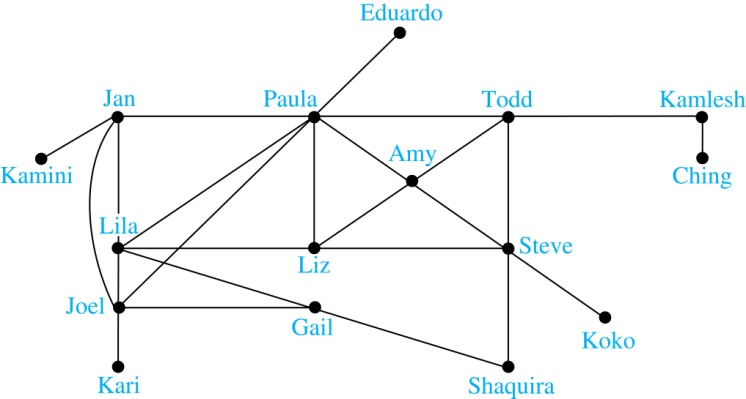 Eduardo
Jan
Paula
Todd
Kamlesh
Amy
Kamini
Ching
Lila
Steve
Liz
Joel
Gail
Koko
Kari
Shaquira